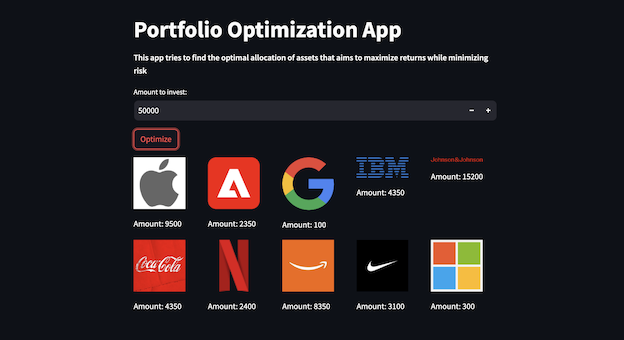 Portfolio Optimization App
This app tries to find the optimal allocation of assets that aims to maximize returns while minimizing
risk
Amount to invest:
50000
Optimize
IBM
Johnson & Johnson
Amount: 9500
Amount: 2350
Amount: 100
Amount: 4350
Amount: 15200
Coca-Cola
Amount: 4350
Amount: 2400
Amount: 8350
Amount: 3100
Amount: 300